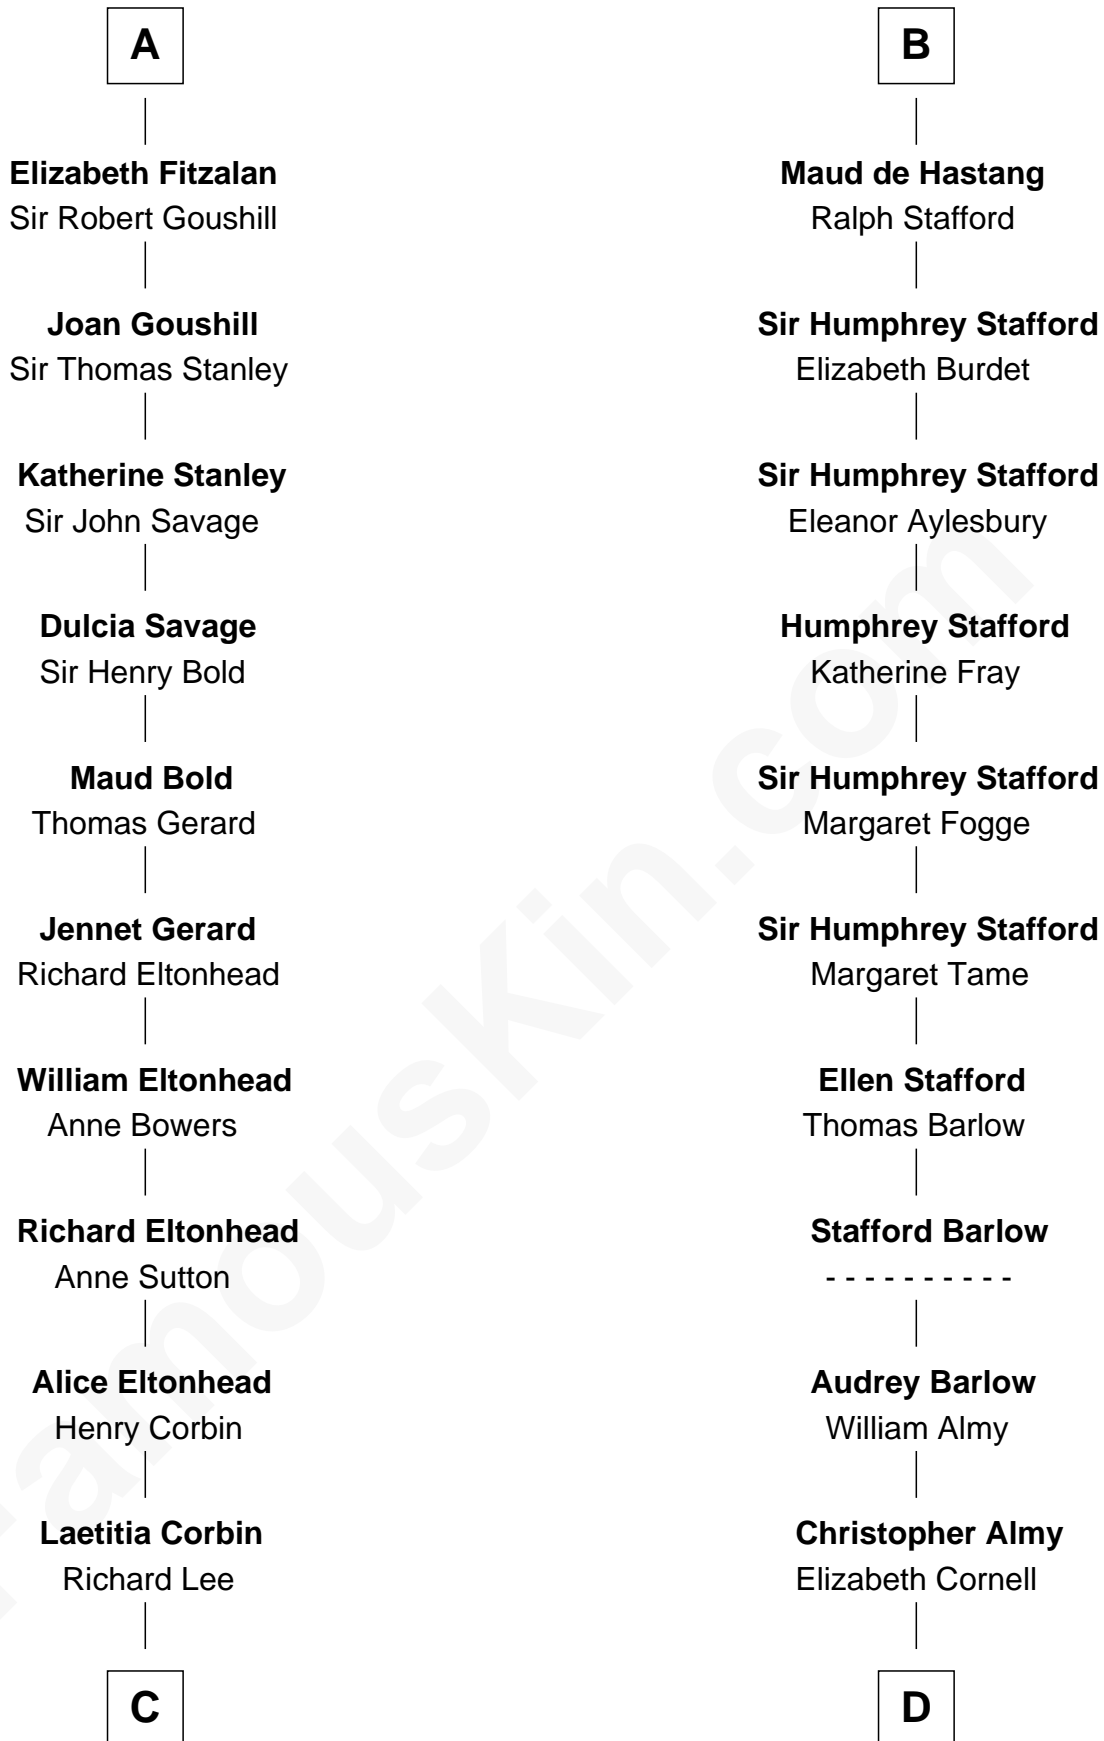 A
Elizabeth Fitzalan
Sir Robert Goushill
Joan Goushill
Sir Thomas Stanley
Katherine Stanley
Sir John Savage
Dulcia Savage
Sir Henry Bold
Maud Bold
Thomas Gerard
Jennet Gerard
Richard Eltonhead
William Eltonhead
Anne Bowers
Richard Eltonhead
Anne Sutton
Alice Eltonhead
Henry Corbin
Laetitia Corbin
Richard Lee
C
B
Maud de Hastang
Ralph Stafford
Sir Humphrey Stafford
Elizabeth Burdet
Sir Humphrey Stafford
Eleanor Aylesbury
Humphrey Stafford
Katherine Fray
Sir Humphrey Stafford
Margaret Fogge
Sir Humphrey Stafford
Margaret Tame
Ellen Stafford
Thomas Barlow
Stafford Barlow
- - - - - - - - - -
Audrey Barlow
William Almy
Christopher Almy
Elizabeth Cornell
D
FamousKin.com